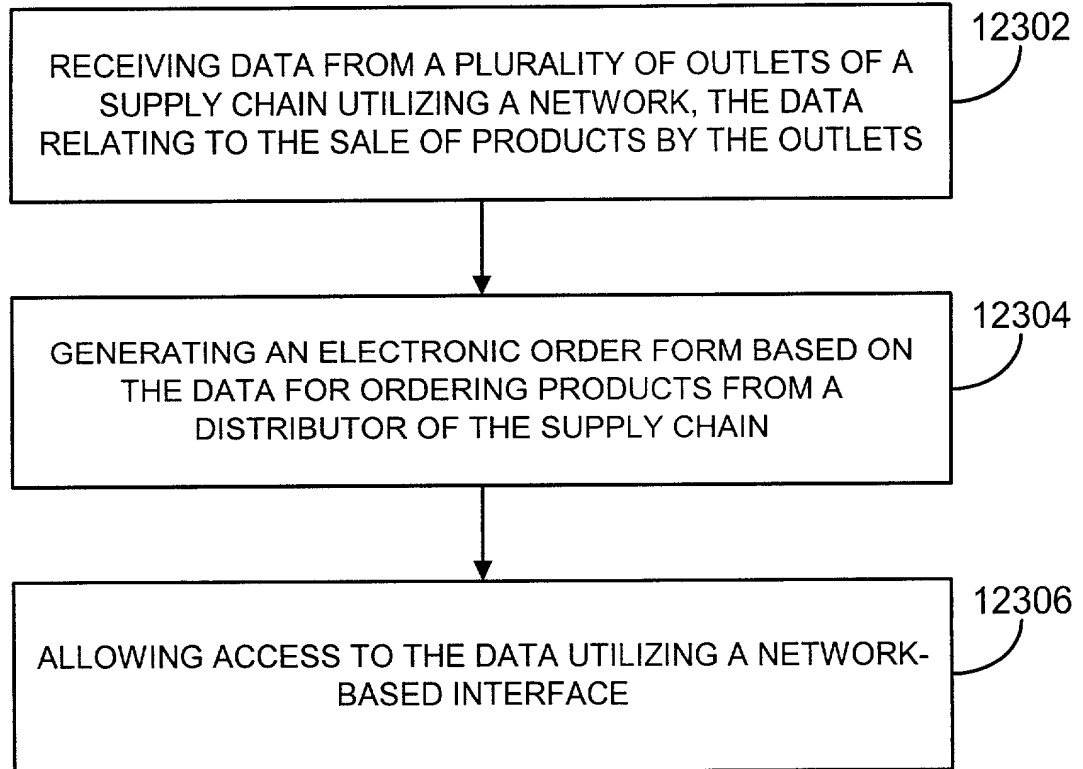 12302
RECEIVING DATA FROM A PLURALITY OF OUTLETS OF A
SUPPLY CHAIN UTILIZING A NETWORK, THE DATA
RELATING TO THE SALE OF PRODUCTS BY THE OUTLETS
12304
GENERATING AN ELECTRONIC ORDER FORM BASED ON
THE DATA FOR ORDERING PRODUCTS FROM A
DISTRIBUTOR OF THE SUPPLY CHAIN
12306
ALLOWING ACCESS TO THE DATA UTILIZING A NETWORK-
BASED INTERFACE